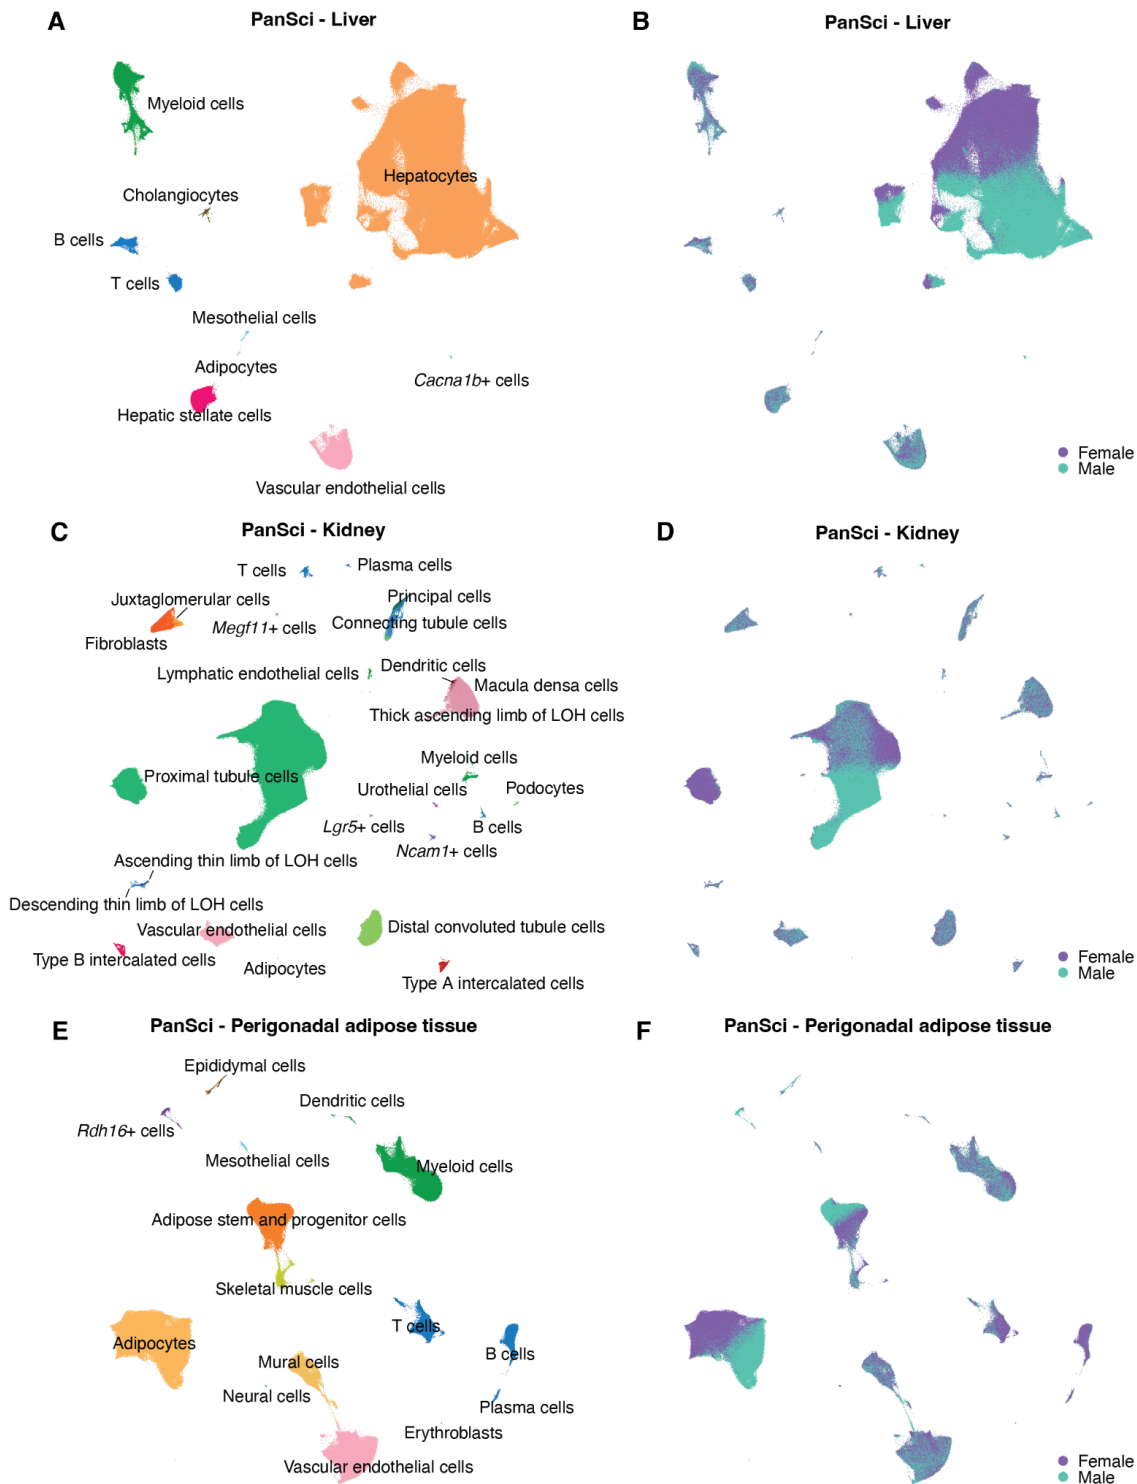 A
PanSci - Liver
Myeloid cells
Hepatocytes
Cholangiocytes
B cells
T cells
Mesothelial cells
Adipocytes
Cacna1b+ cells
Hepatic stellate cells
Vascular endothelial cells
B
PanSci - Liver
Female
Male
C
PanSci - Kidney
T cells
Plasma cells
Juxtaglomerular cells
Principal cells
Megf11+ cells
Connecting tubule cells
Fibroblasts
Lymphatic endothelial cells
Dendritic cells
Macula densa cells
Thick ascending limb of LOH cells
Myeloid cells
Proximal tubule cells
Urothelial cells
Podocytes
Lgr5+ cells
B cells
Ncam1+ cells
Ascending thin limb of LOH cells
Descending thin limb of LOH cells
Vascular endothelial cells
Distal convoluted tubule cells
Type B intercalated cells
Adipocytes
Type A intercalated cells
D
PanSci - Kidney
Female
Male
E
PanSci - Perigonadal adipose tissue
Epididymal cells
Dendritic cells
Rdh16+ cells
Mesothelial cells
Myeloid cells
Adipose stem and progenitor cells
Skeletal muscle cells
T cells
Adipocytes
B cells
Mural cells
Neural cells
Plasma cells
Erythroblasts
Vascular endothelial cells
F
PanSci - Perigonadal adipose tissue
Female
Male